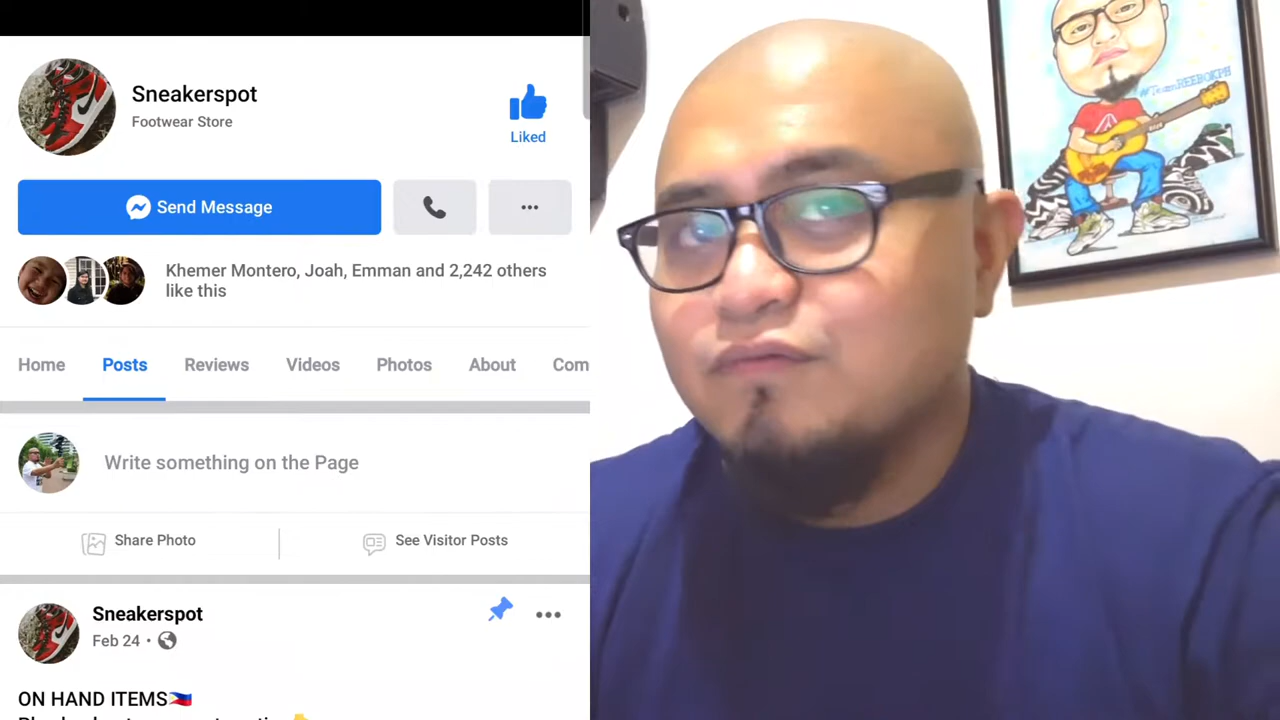 Sneakerspot
Footwear Store
Liked
Send Message
Khemer Montero, Joah, Emman and 2,242 others
like this
Home Posts Reviews Videos Photos About Com
Write something on the Page
Share Photo See Visitor Posts
Sneakerspot
Feb 24 •
ON HAND ITEMS🇵🇭
#TeamREEBOKPH